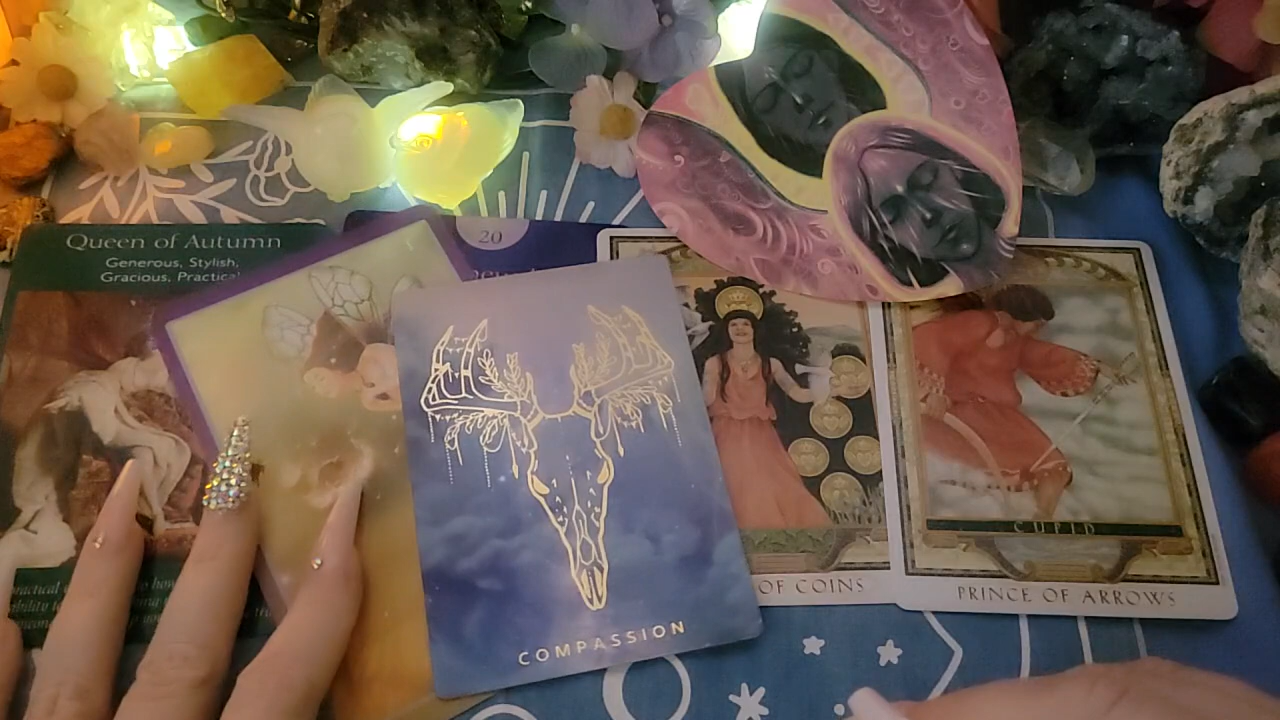 Queen of Autumn
Generous, Stylish,
Gracious, Practical
20
COMPASSION
OF COINS
CUPID
PRINCE OF ARROWS